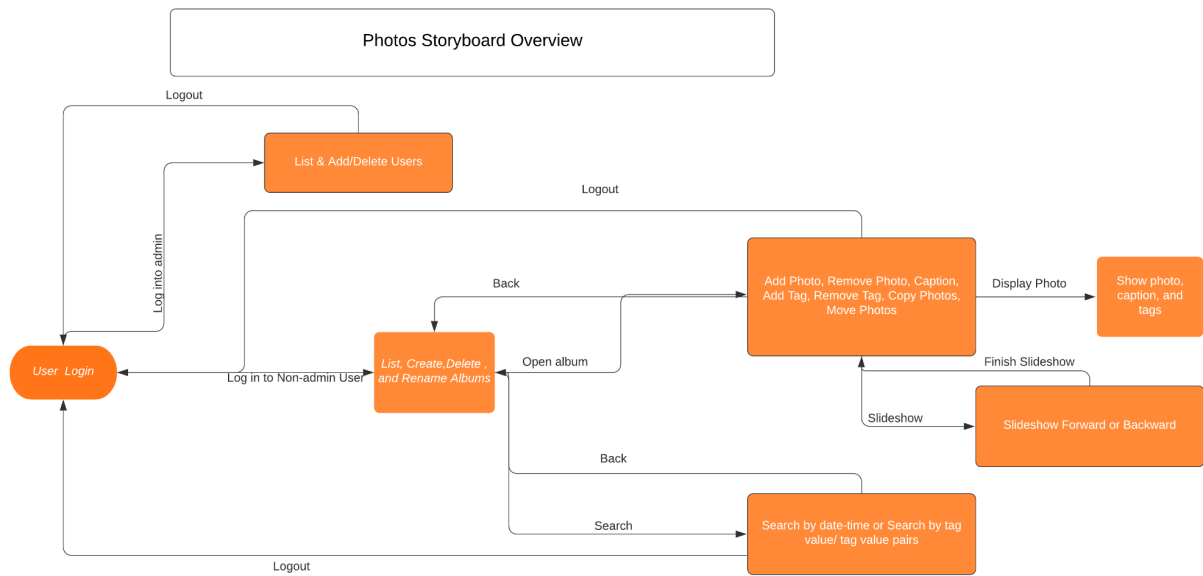 Photos Storyboard Overview
Logout
List & Add/Delete Users
Logout
Log into admin
Add Photo, Remove Photo, Caption,
Add Tag, Remove Tag, Copy Photos,
Move Photos
Back
Display Photo
Show photo,
caption, and
tags
User Login
Log in to Non-admin User
List, Create,Delete ,
and Rename Albums
Open album
Finish Slideshow
Slideshow
Slideshow Forward or Backward
Back
Search
Search by date-time or Search by tag
value/ tag value pairs
Logout